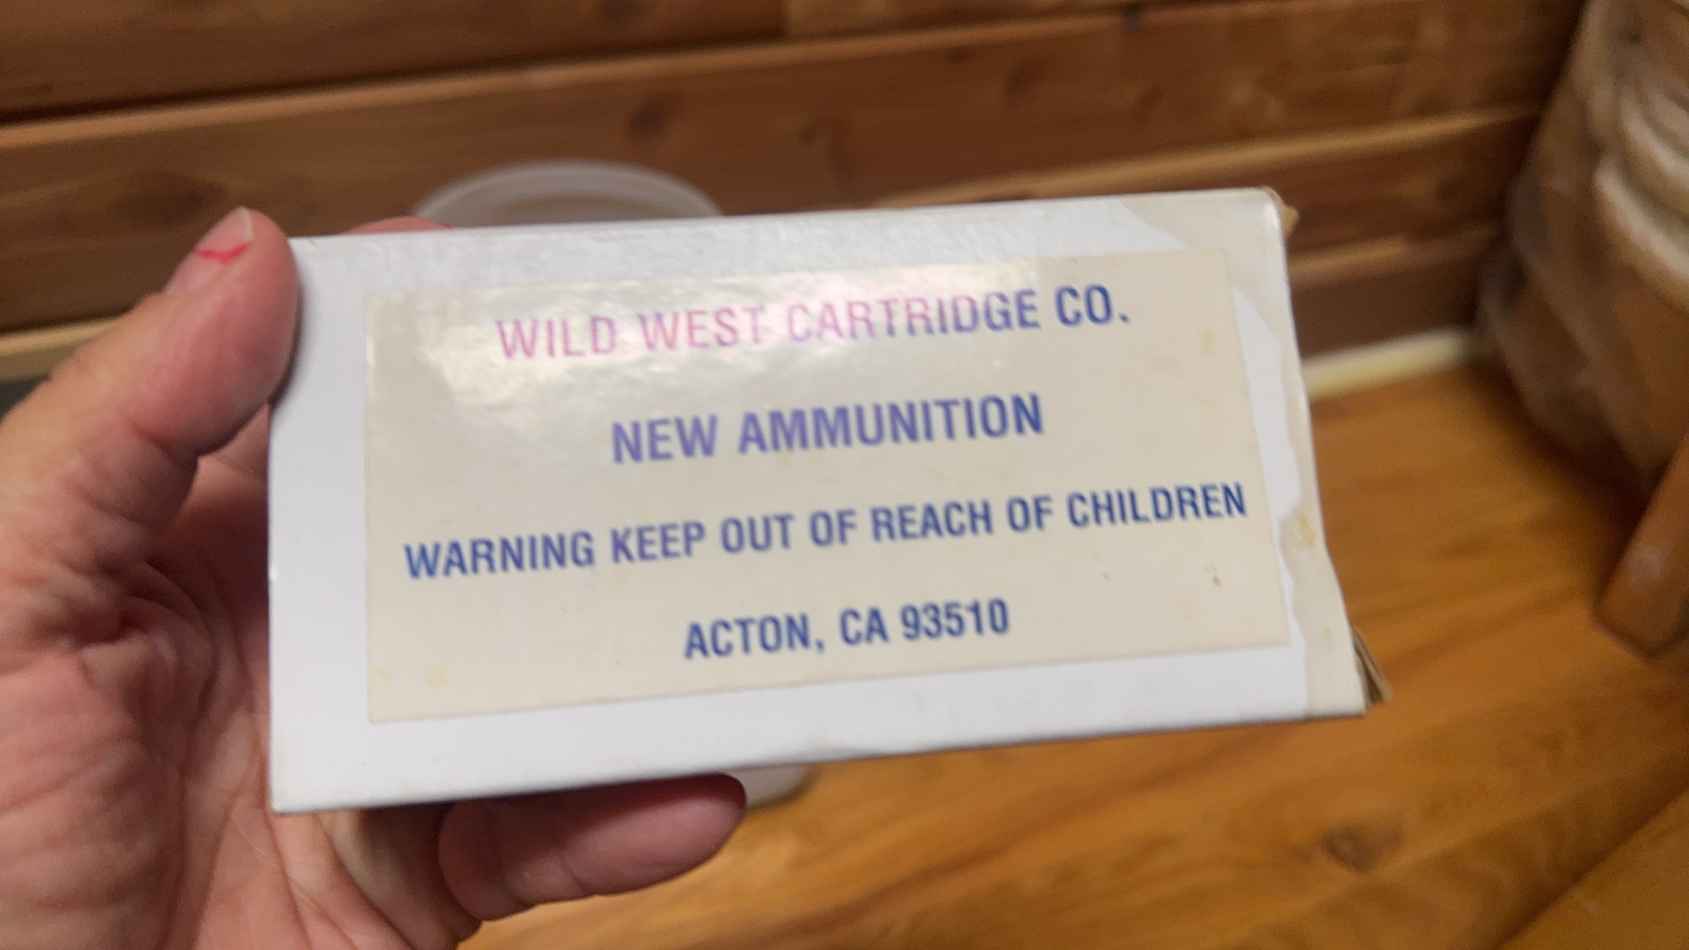 WILD WEST CARTRIDGE CO.
NEW AMMUNITION
WARNING KEEP OUT OF REACH OF CHILDREN
ACTON, CA 93510